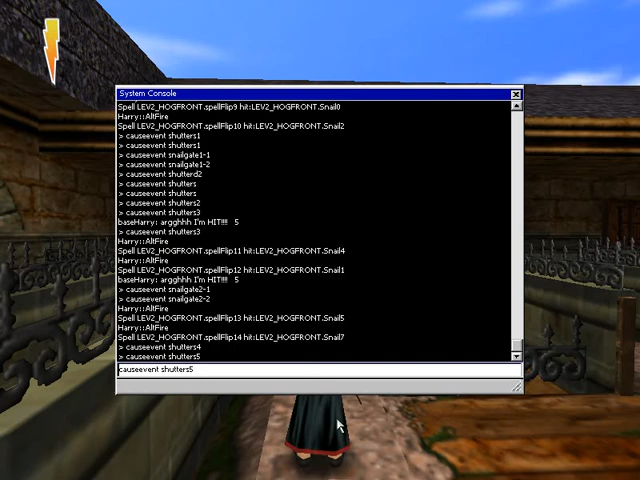 System Console
Spell LEV2_HOGFRONT.spellFlip9 hit:LEV2_HOGFRONT.Snail0
Harry::AltFire
Spell LEV2_HOGFRONT.spellFlip10 hit:LEV2_HOGFRONT.Snail2
> causeevent shutters1
> causeevent shutters1
> causeevent snailgate1-1
> causeevent snailgate1-2
> causeevent shutterd2
> causeevent shutters
> causeevent shutters
> causeevent shutters2
> causeevent shutters3
baseHarry: argghhh I'm HIT!!!! 5
> causeevent shutters3
Harry::AltFire
Spell LEV2_HOGFRONT.spellFlip11 hit:LEV2_HOGFRONT.Snail4
Harry::AltFire
Spell LEV2_HOGFRONT.spellFlip12 hit:LEV2_HOGFRONT.Snail1
baseHarry: argghhh I'm HIT!!!! 5
> causeevent snailgate2-1
> causeevent snailgate2-2
Harry::AltFire
Spell LEV2_HOGFRONT.spellFlip13 hit:LEV2_HOGFRONT.Snail5
Harry::AltFire
Spell LEV2_HOGFRONT.spellFlip14 hit:LEV2_HOGFRONT.Snail7
> causeevent shutters4
> causeevent shutters5
causeevent shutters5